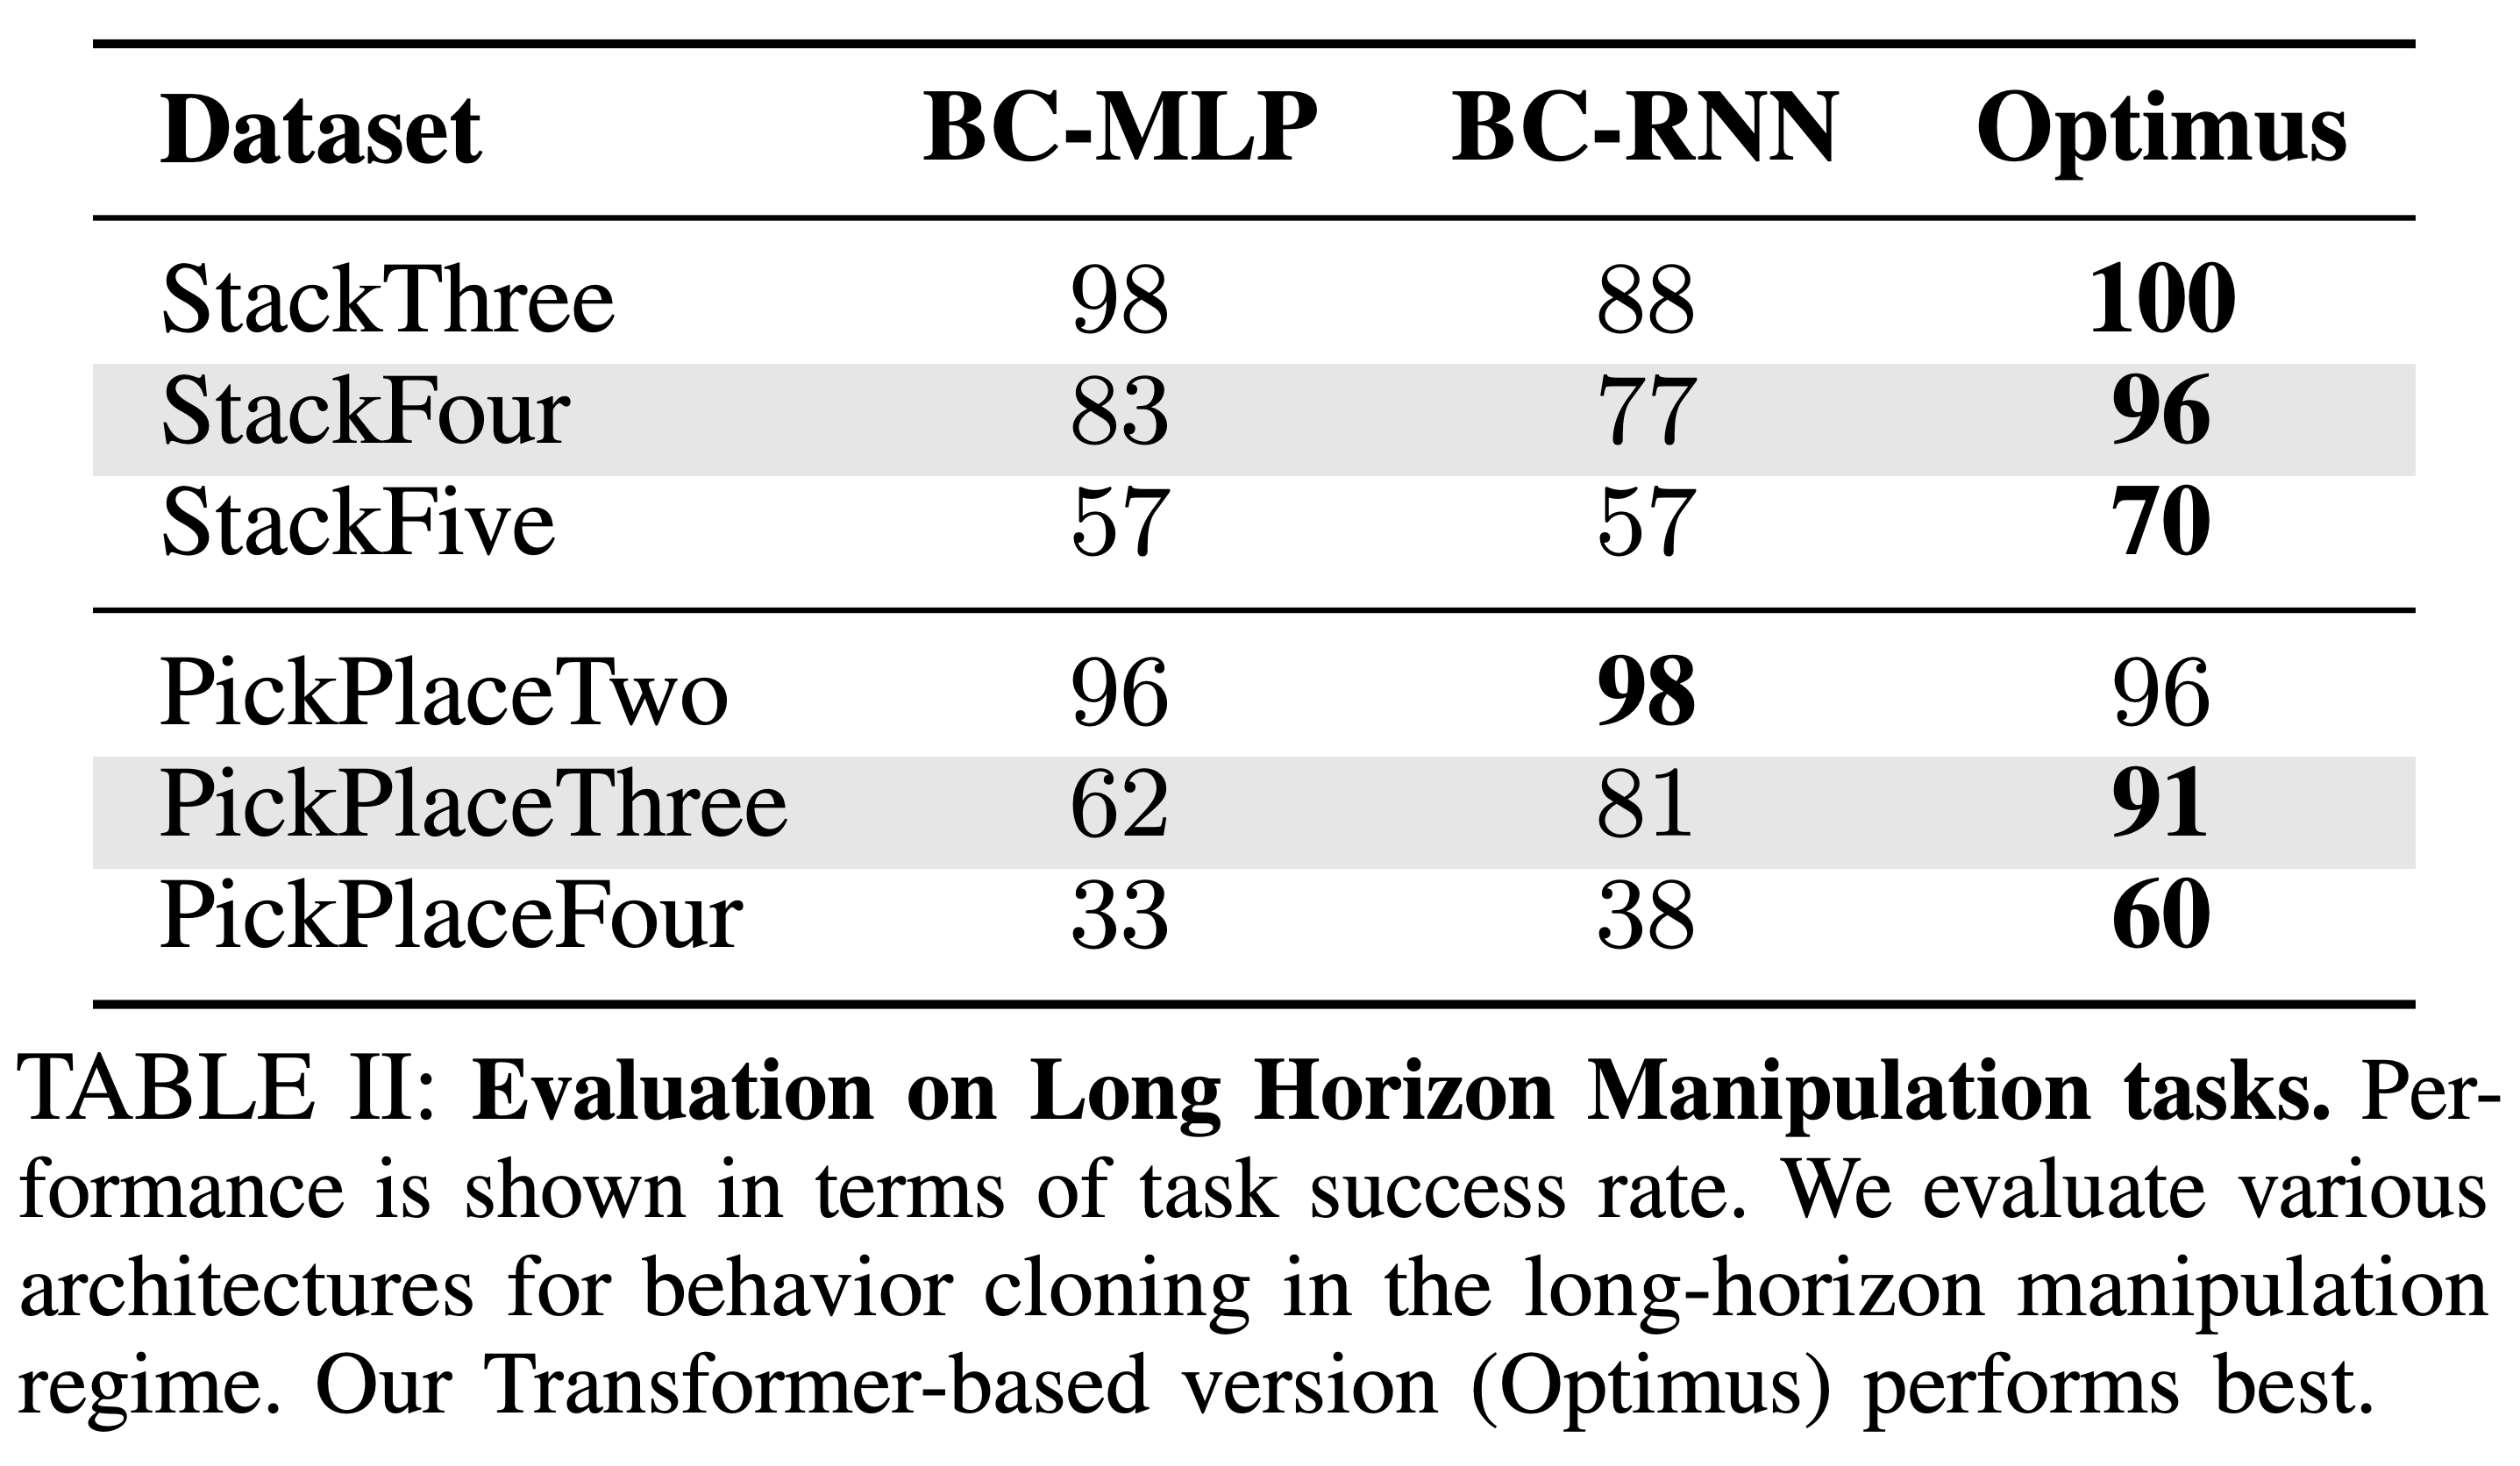 Dataset BC-MLP BC-RNN Optimus
StackThree 98 88 100
StackFour 83 77 96
StackFive 57 57 70
PickPlaceTwo 96 98 96
PickPlaceThree 62 81 91
PickPlaceFour 33 38 60
TABLE II: Evaluation on Long Horizon Manipulation tasks. Per-
formance is shown in terms of task success rate. We evaluate various
architectures for behavior cloning in the long-horizon manipulation
regime. Our Transformer-based version (Optimus) performs best.